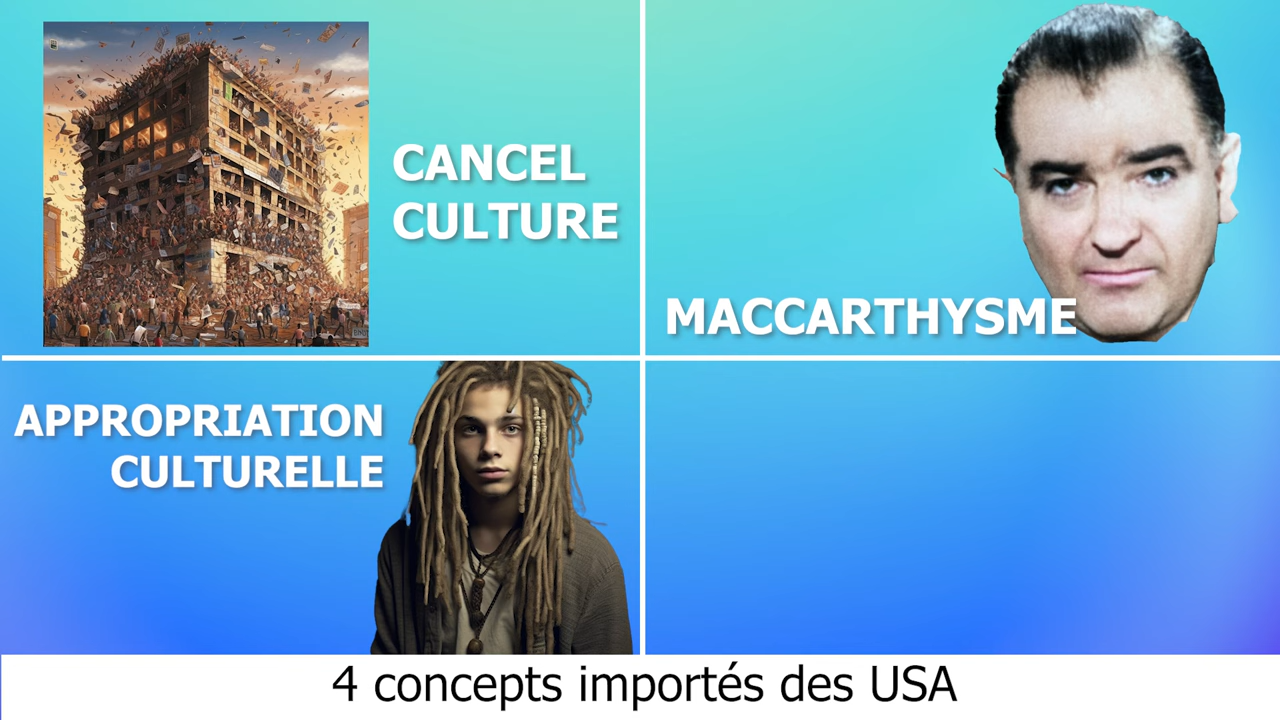 CANCEL
CULTURE
MACCARTHYSME
APPROPRIATION
CULTURELLE
4 concepts importés des USA